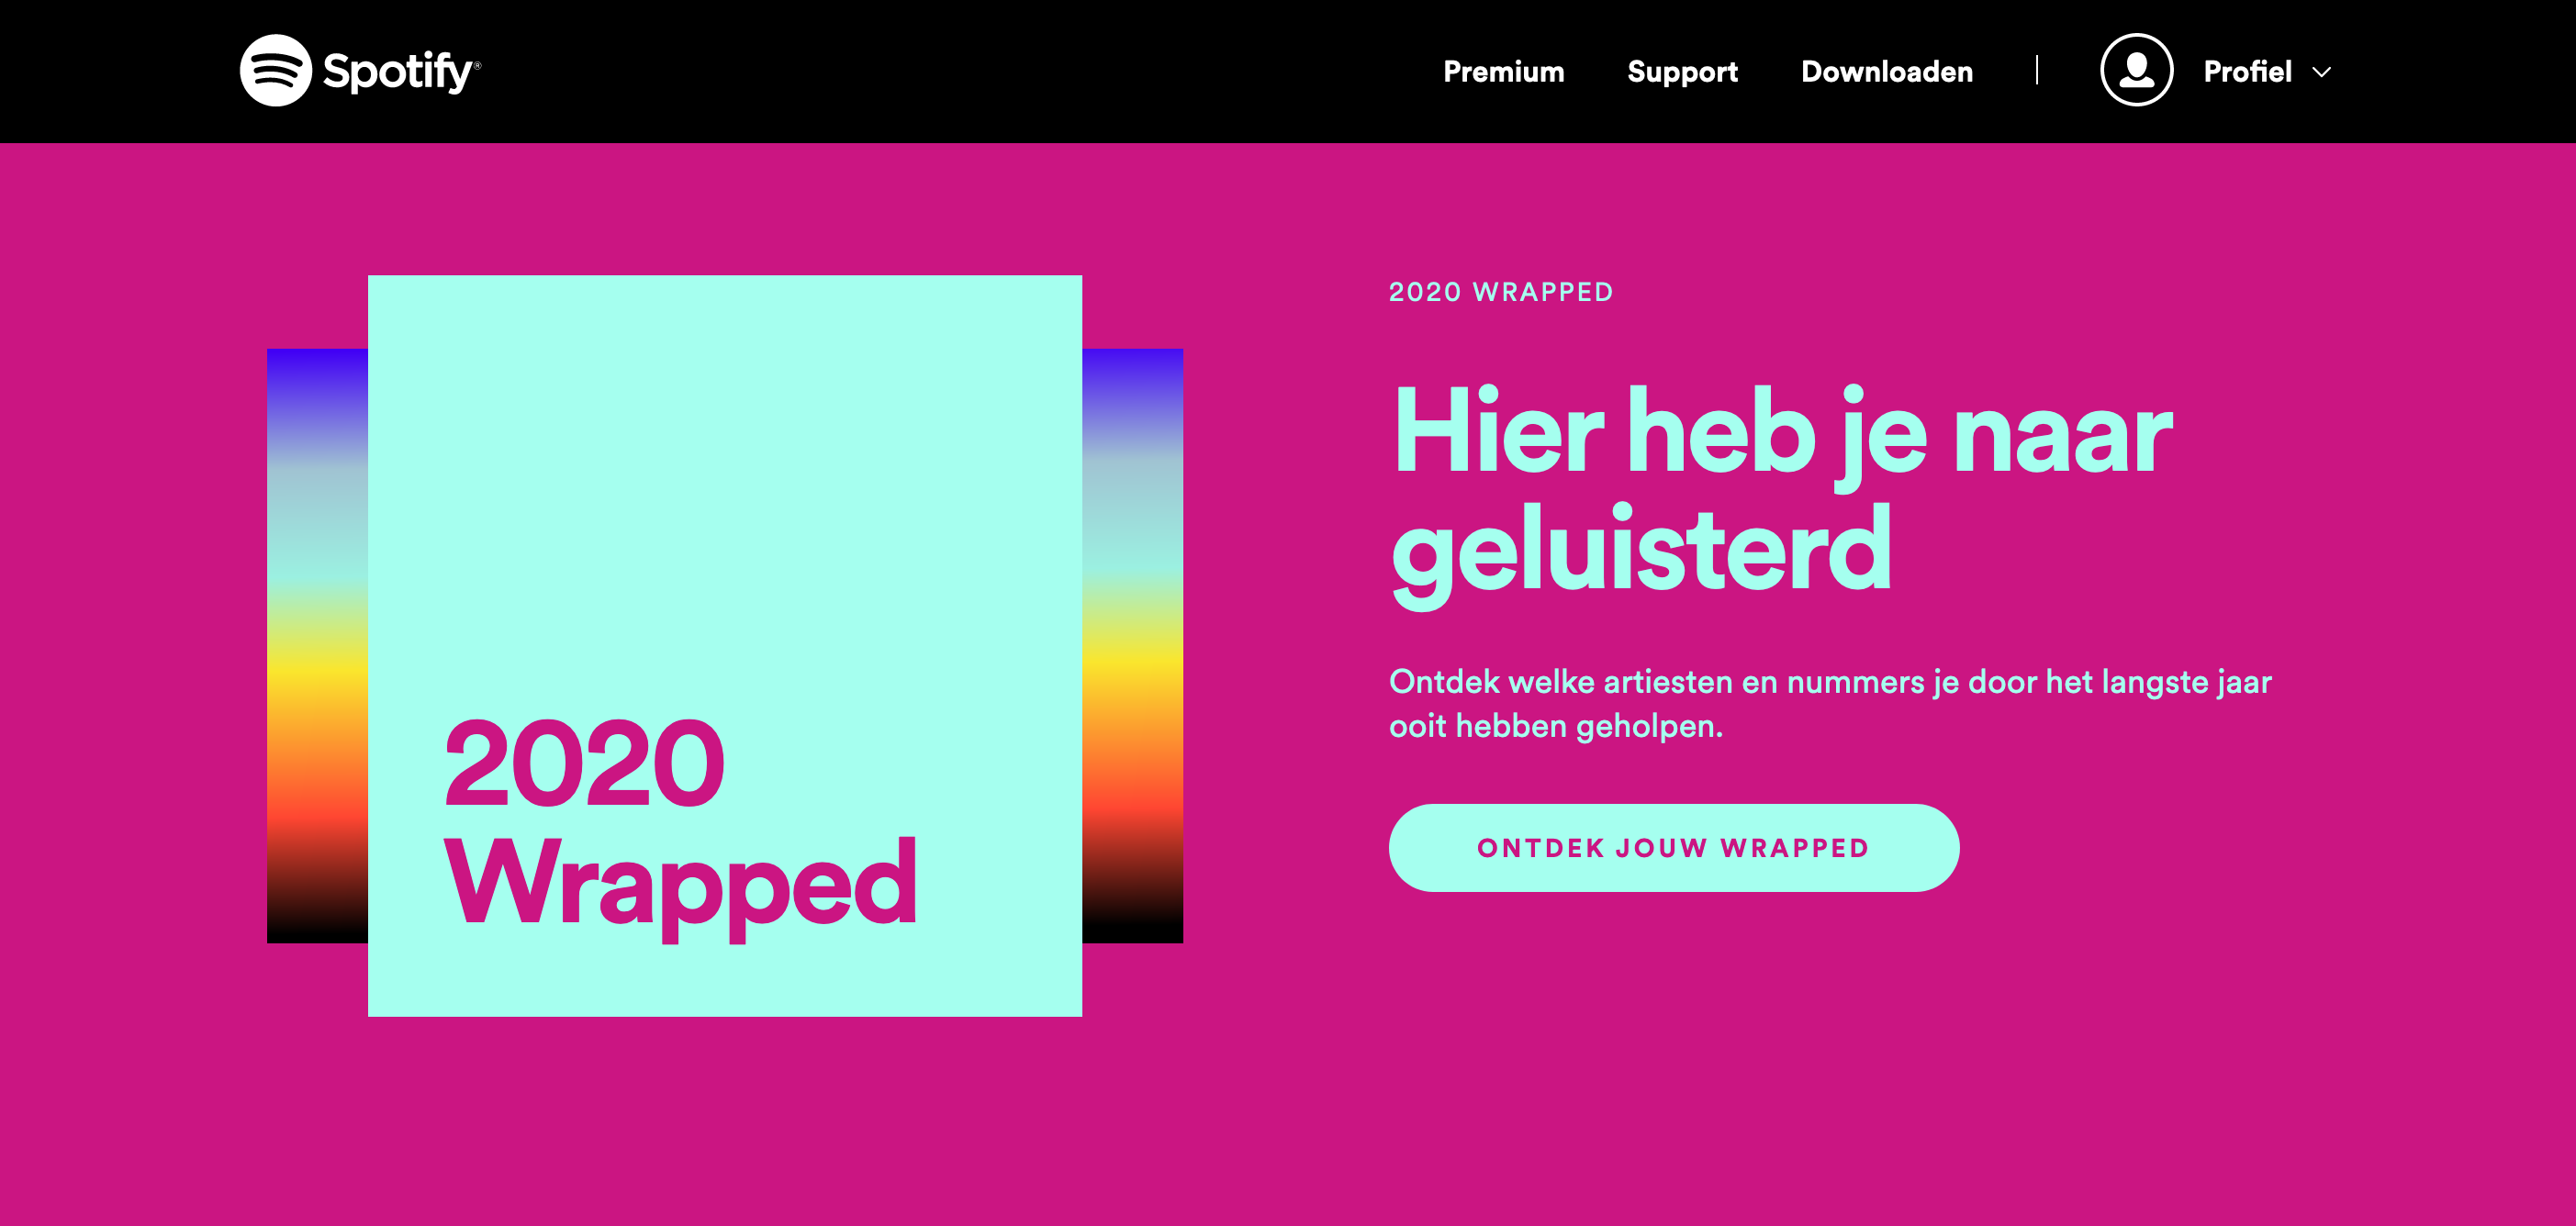 Spotify®
Premium
Support
Downloaden
Profiel
2020
Wrapped
2020 WRAPPED
Hier heb je naar
geluisterd
Ontdek welke artiesten en nummers je door het langste jaar
ooit hebben geholpen.
ONTDEK JOUW WRAPPED